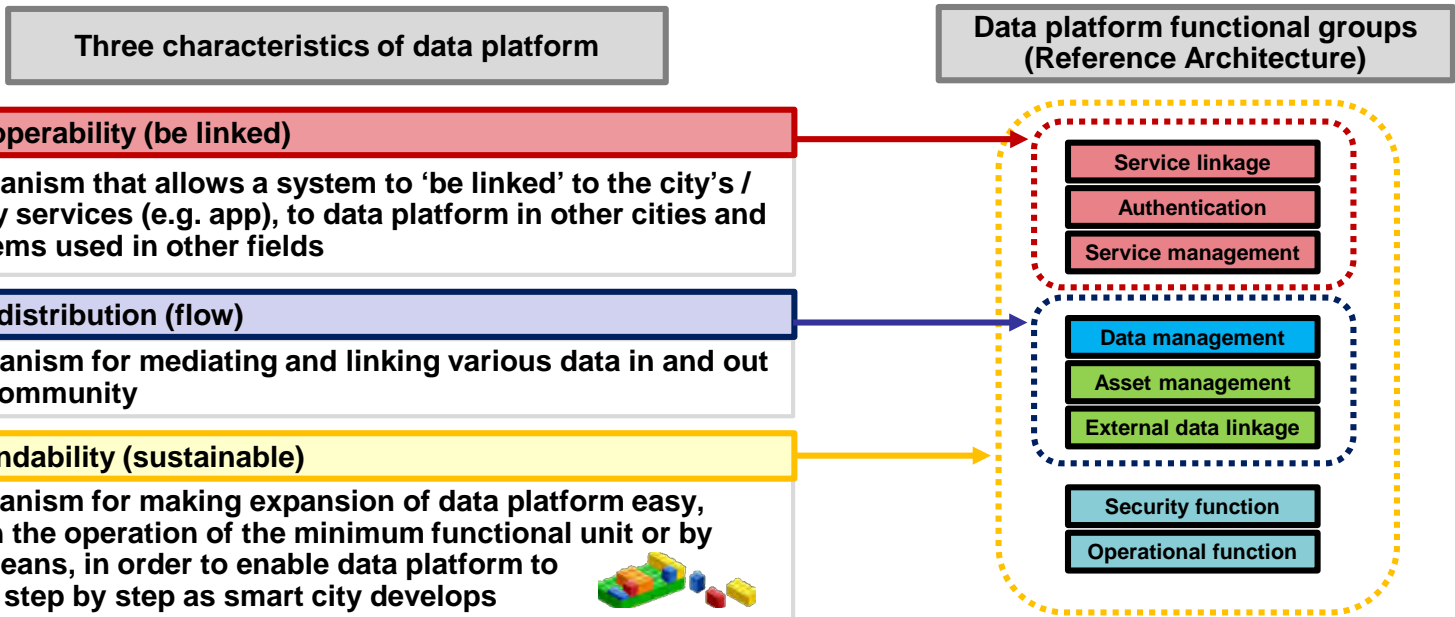 Three characteristics of data platform
Data platform functional groups
(Reference Architecture)
operability (be linked)
anism that allows a system to ‘be linked’ to the city’s /
y services (e.g. app), to data platform in other cities and
ems used in other fields
distribution (flow)
anism for mediating and linking various data in and out
ommunity
ndability (sustainable)
anism for making expansion of data platform easy,
the operation of the minimum functional unit or by
eans, in order to enable data platform to
step by step as smart city develops
Service linkage
Authentication
Service management
Data management
Asset management
External data linkage
Security function
Operational function